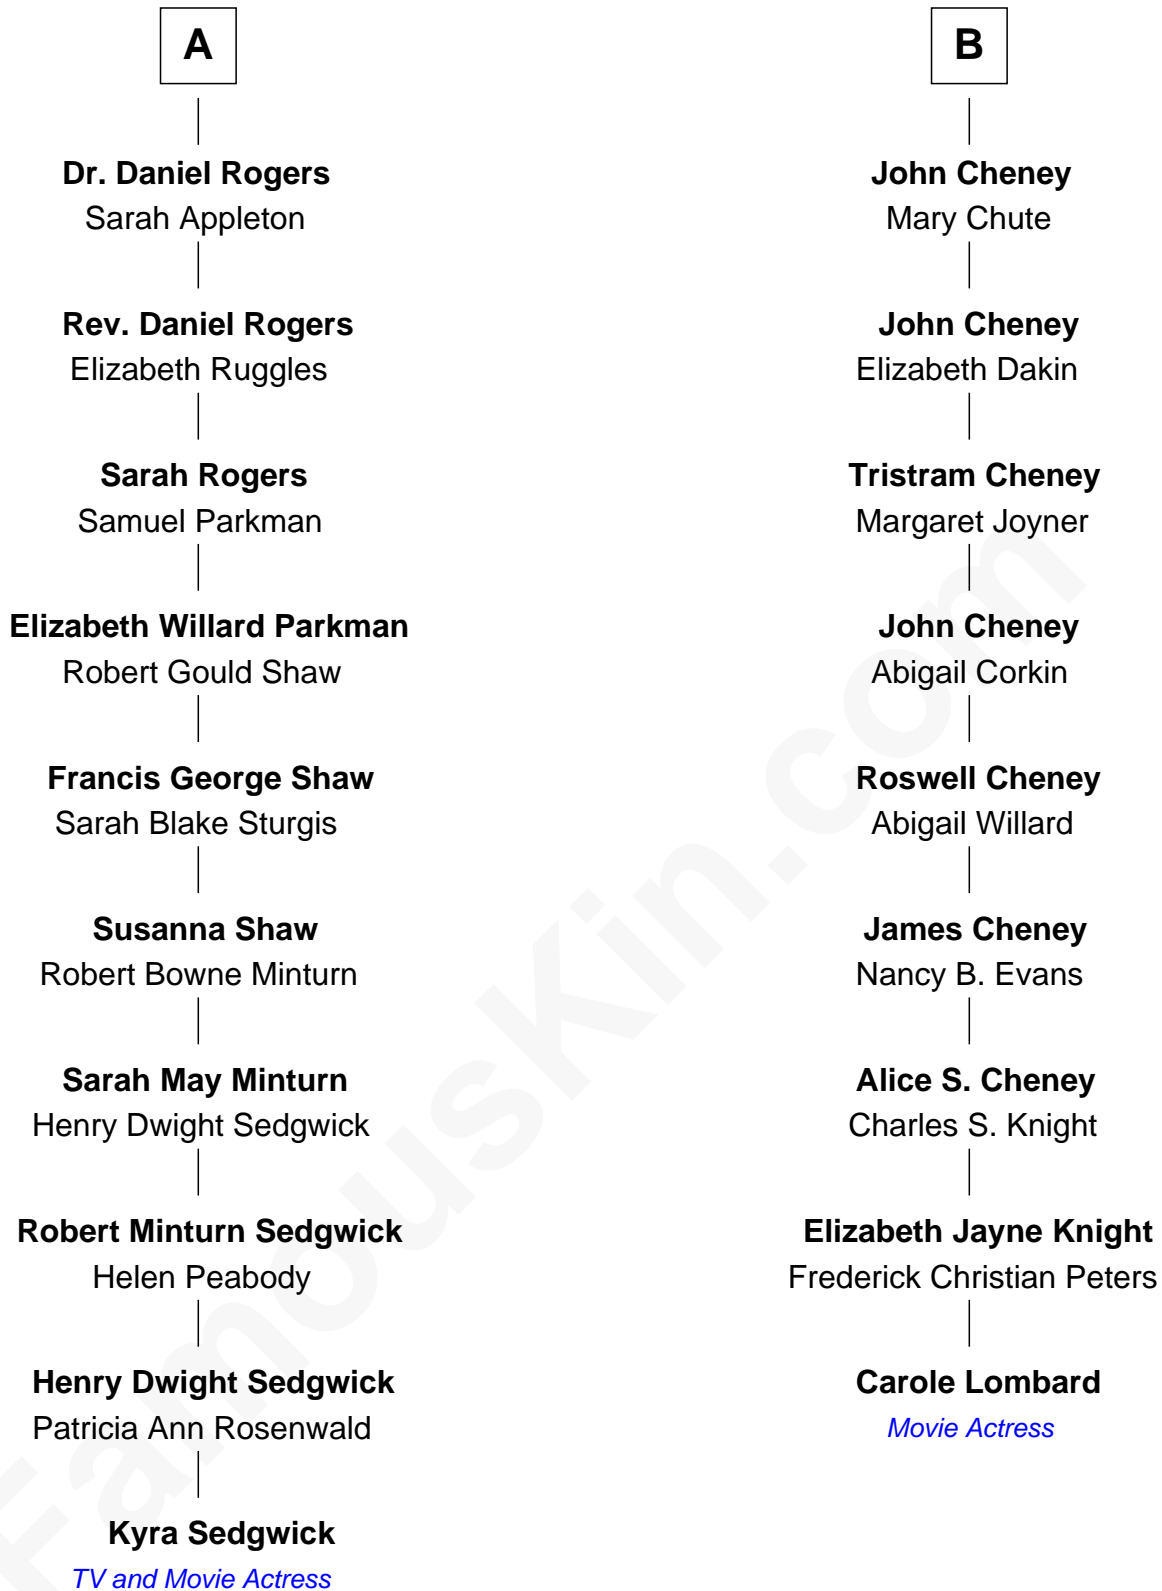 A
Dr. Daniel Rogers
Sarah Appleton
Rev. Daniel Rogers
Elizabeth Ruggles
Sarah Rogers
Samuel Parkman
Elizabeth Willard Parkman
Robert Gould Shaw
Francis George Shaw
Sarah Blake Sturgis
Susanna Shaw
Robert Bowne Minturn
Sarah May Minturn
Henry Dwight Sedgwick
Robert Minturn Sedgwick
Helen Peabody
Henry Dwight Sedgwick
Patricia Ann Rosenwald
Kyra Sedgwick
TV and Movie Actress
B
John Cheney
Mary Chute
John Cheney
Elizabeth Dakin
Tristram Cheney
Margaret Joyner
John Cheney
Abigail Corkin
Roswell Cheney
Abigail Willard
James Cheney
Nancy B. Evans
Alice S. Cheney
Charles S. Knight
Elizabeth Jayne Knight
Frederick Christian Peters
Carole Lombard
Movie Actress
FamousKin.com